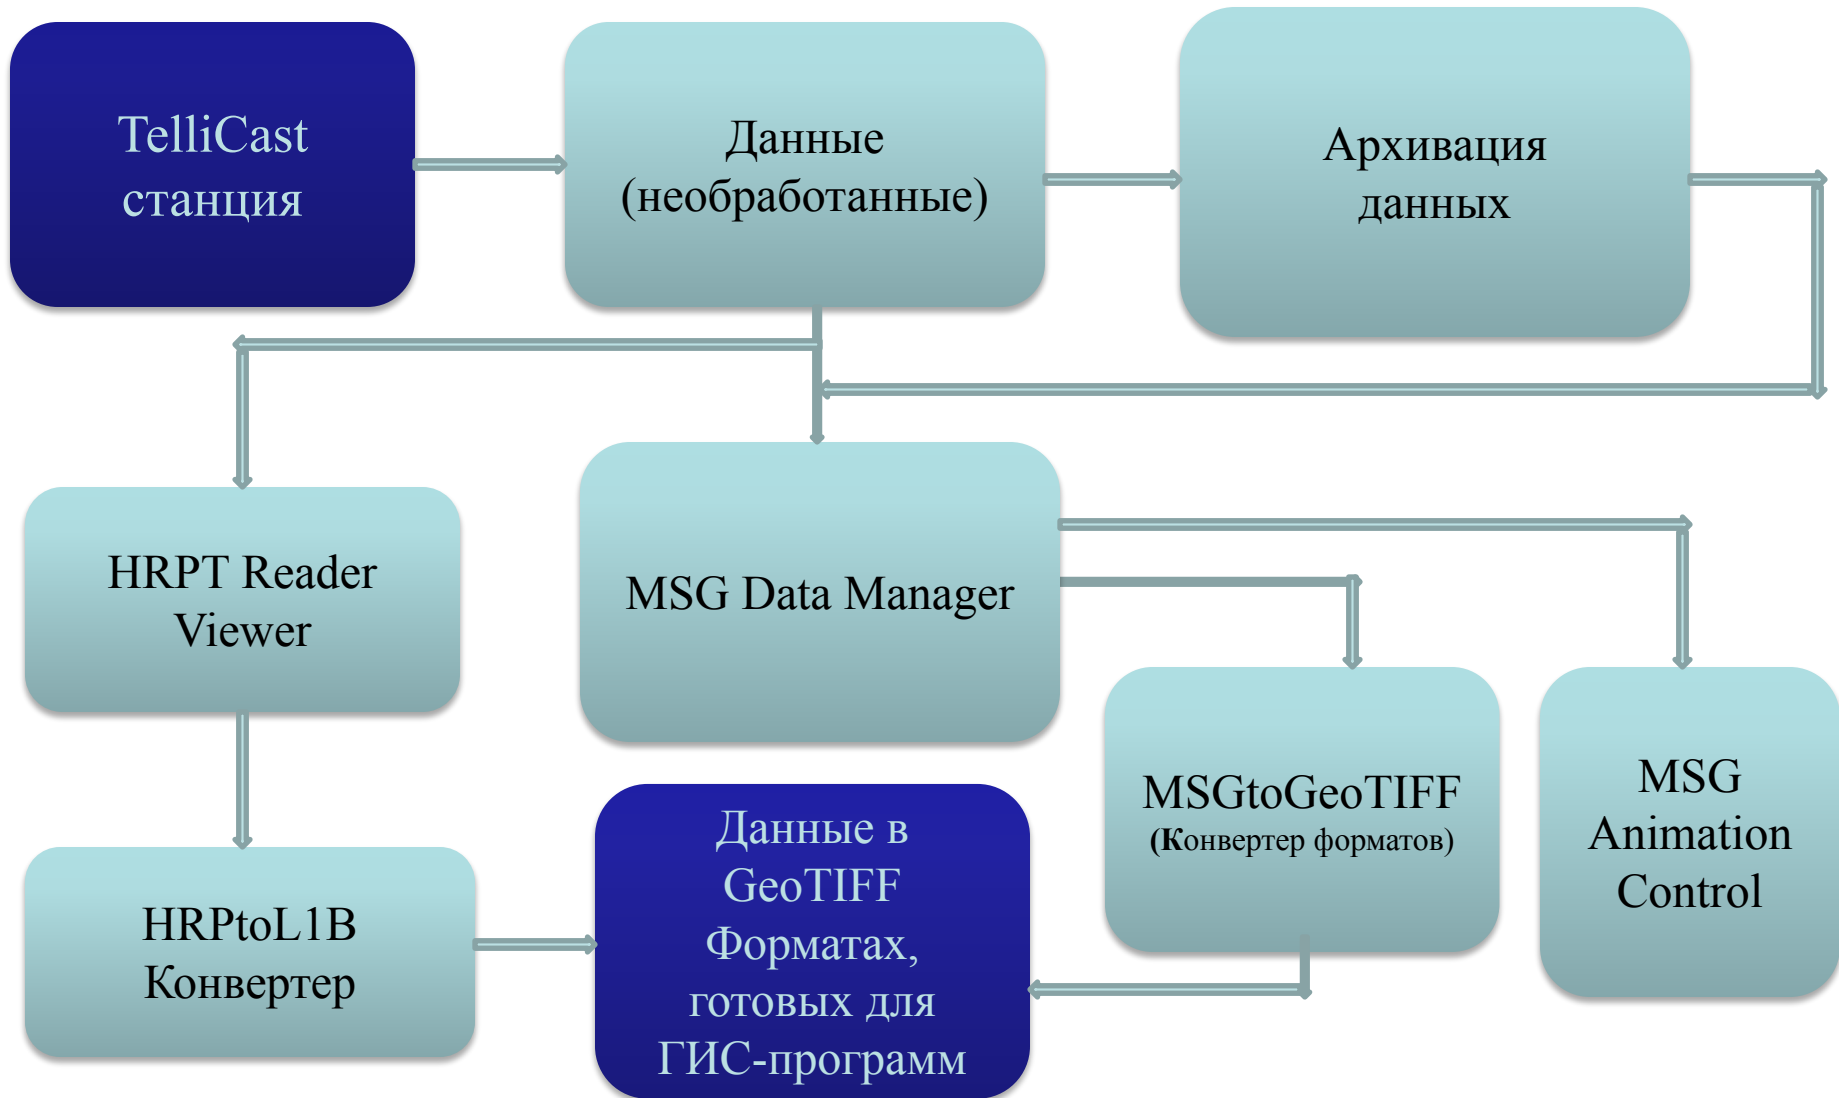 TelliCast
станция
Данные
(необработанные)
Архивация
данных
HRPT Reader
Viewer
MSG Data Manager
MSGtoGeoTIFF
(Конвертер форматов)
MSG
Animation
Control
HRPtoL1B
Конвертер
Данные в
GeoTIFF
Форматах,
готовых для
ГИС-программ